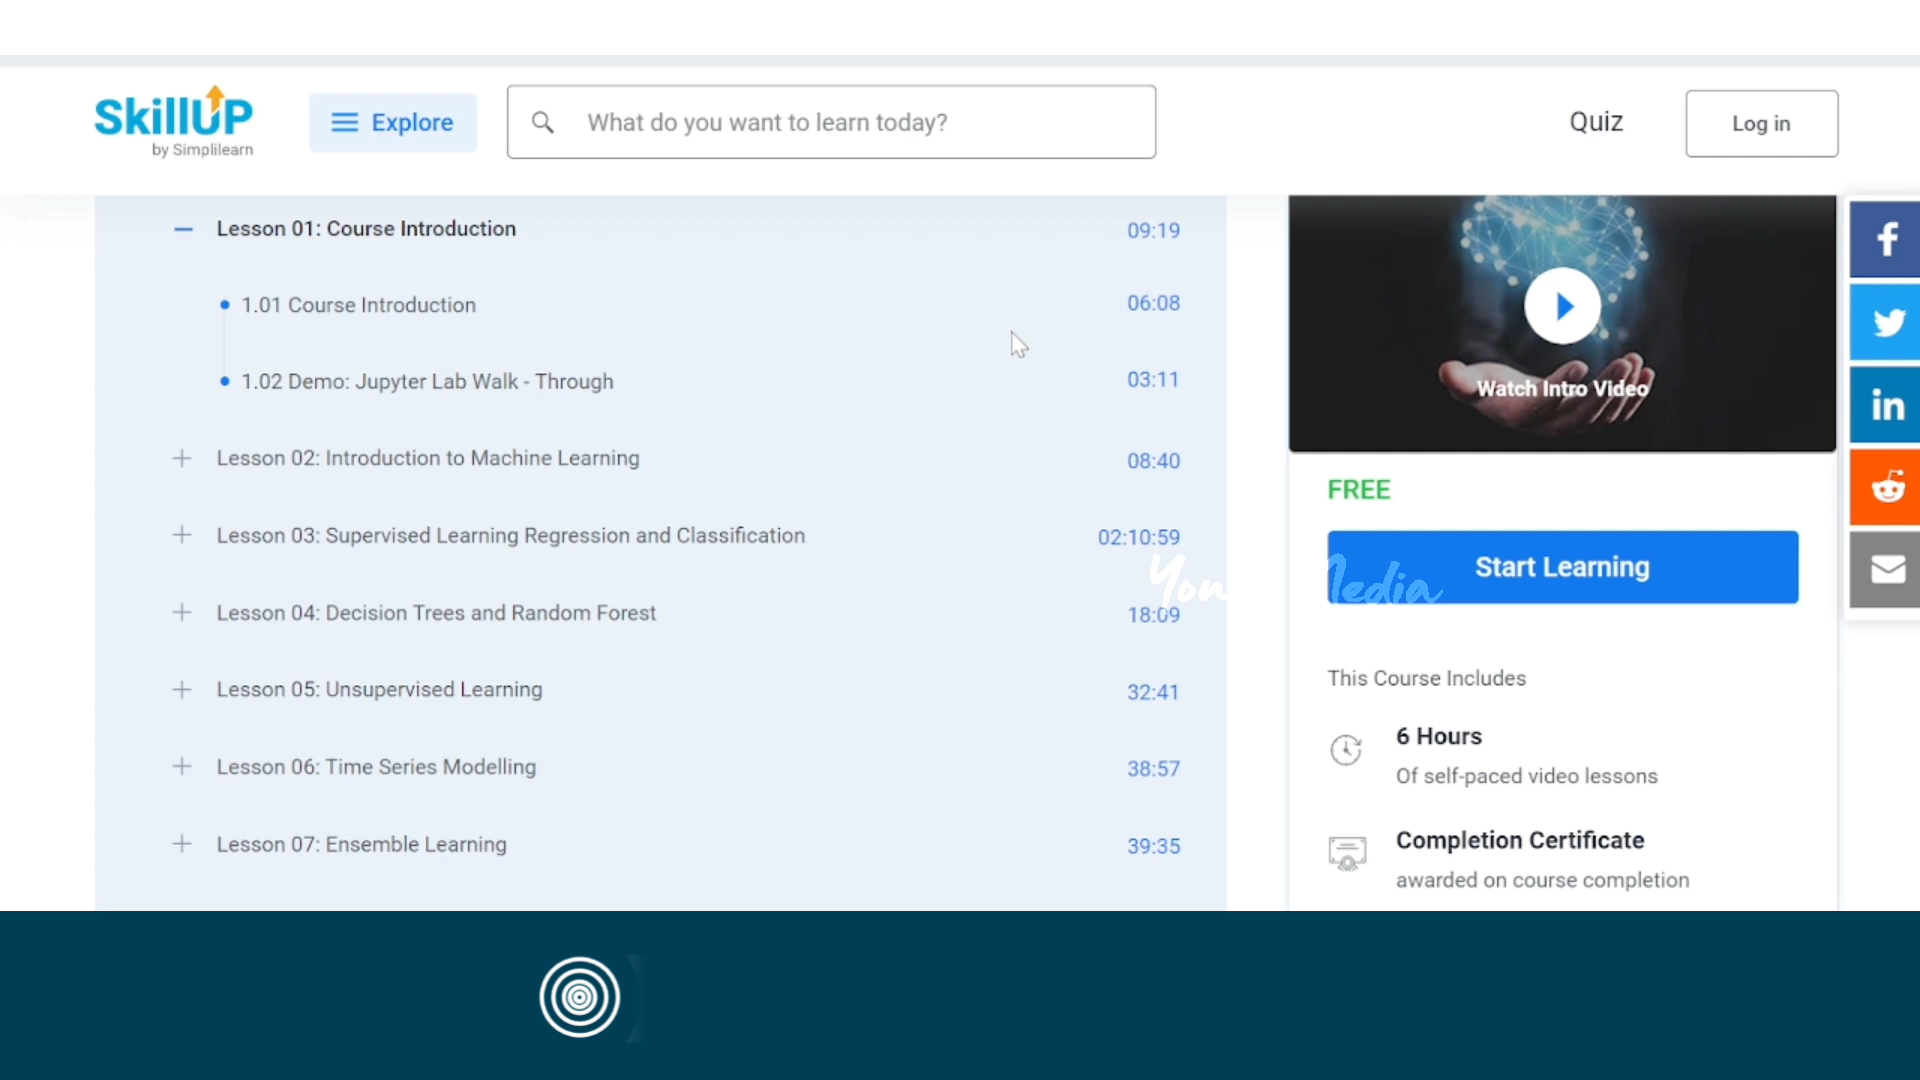 SkillUP
by Simplilearn
Explore
What do you want to learn today?
Quiz
Log in
Lesson 01: Course Introduction
09:19
1.01 Course Introduction
06:08
1.02 Demo: Jupyter Lab Walk - Through
03:11
Lesson 02: Introduction to Machine Learning
08:40
Lesson 03: Supervised Learning Regression and Classification
02:10:59
Lesson 04: Decision Trees and Random Forest
18:09
Lesson 05: Unsupervised Learning
32:41
Lesson 06: Time Series Modelling
38:57
Lesson 07: Ensemble Learning
39:35
Watch Intro Video
FREE
Start Learning
This Course Includes
6 Hours
Of self-paced video lessons
Completion Certificate
awarded on course completion
f
in